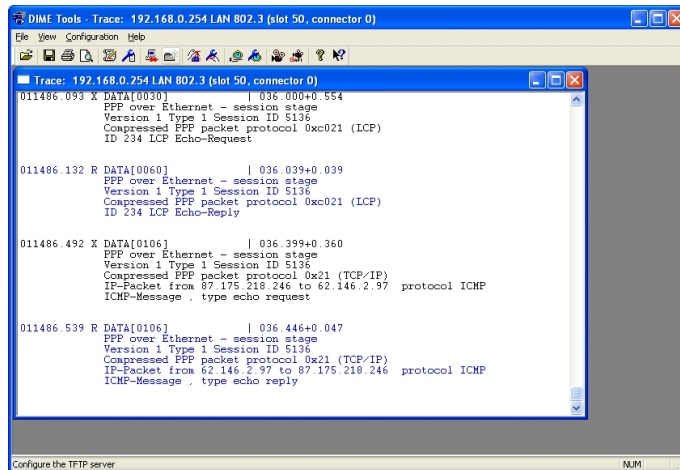 DIME Tools - Trace: 192.168.0.254 LAN 802.3 (slot 50, connector 0)
File View Configuration Help
Trace: 192.168.0.254 LAN 802.3 (slot 50, connector 0)
011486.093 X DATA[0030] | 036.000+0.554
PPP over Ethernet - session stage
Version 1 Type 1 Session ID 5136
Compressed PPP packet protocol 0xc021 (LCP)
ID 234 LCP Echo-Request
011486.132 R DATA[0060] | 036.039+0.039
PPP over Ethernet - session stage
Version 1 Type 1 Session ID 5136
Compressed PPP packet protocol 0xc021 (LCP)
ID 234 LCP Echo-Reply
011486.492 X DATA[0106] | 036.399+0.360
PPP over Ethernet - session stage
Version 1 Type 1 Session ID 5136
Compressed PPP packet protocol 0x21 (TCP/IP)
IP-Packet from 87.175.218.246 to 62.146.2.97 protocol ICMP
ICMP-Message , type echo request
011486.539 R DATA[0106] | 036.446+0.047
PPP over Ethernet - session stage
Version 1 Type 1 Session ID 5136
Compressed PPP packet protocol 0x21 (TCP/IP)
IP-Packet from 62.146.2.97 to 87.175.218.246 protocol ICMP
ICMP-Message , type echo reply
Configure the TFTP server NUM